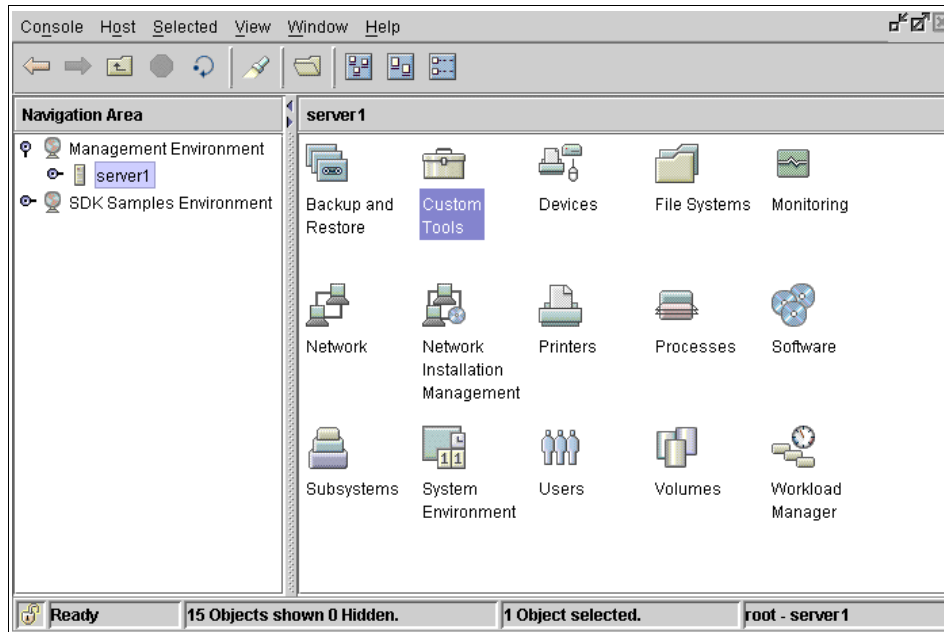 Console Host Selected View Window Help
Navigation Area
server1
Management Environment
server1
SDK Samples Environment
Backup and
Restore
Custom
Tools
Devices
File Systems
Monitoring
Network
Network
Installation
Management
Printers
Processes
Software
Subsystems
System
Environment
11
Users
Volumes
Workload
Manager
Ready
15 Objects shown 0 Hidden.
1 Object selected.
root - server1